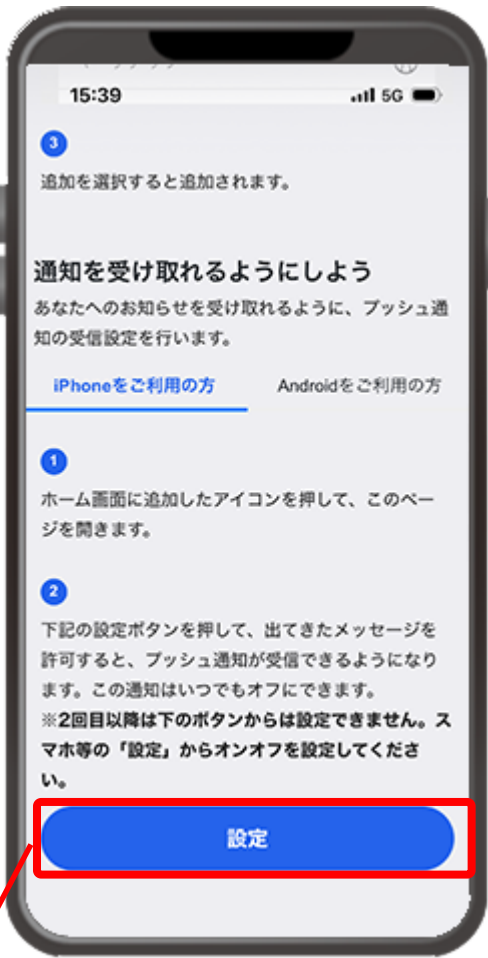 15:39
5G
3
追加を選択すると追加されます。
通知を受け取れるようにしよう
あなたへのお知らせを受け取れるように、プッシュ通
知の受信設定を行います。
iPhoneをご利用の方 Androidをご利用の方
1
ホーム画面に追加したアイコンを押して、このペー
ジを開きます。
2
下記の設定ボタンを押して、出てきたメッセージを
許可すると、プッシュ通知が受信できるようになり
ます。この通知はいつでもオフにできます。
※2回目以降は下のボタンからは設定できません。ス
マホ等の「設定」からオンオフを設定してくださ
い。
設定